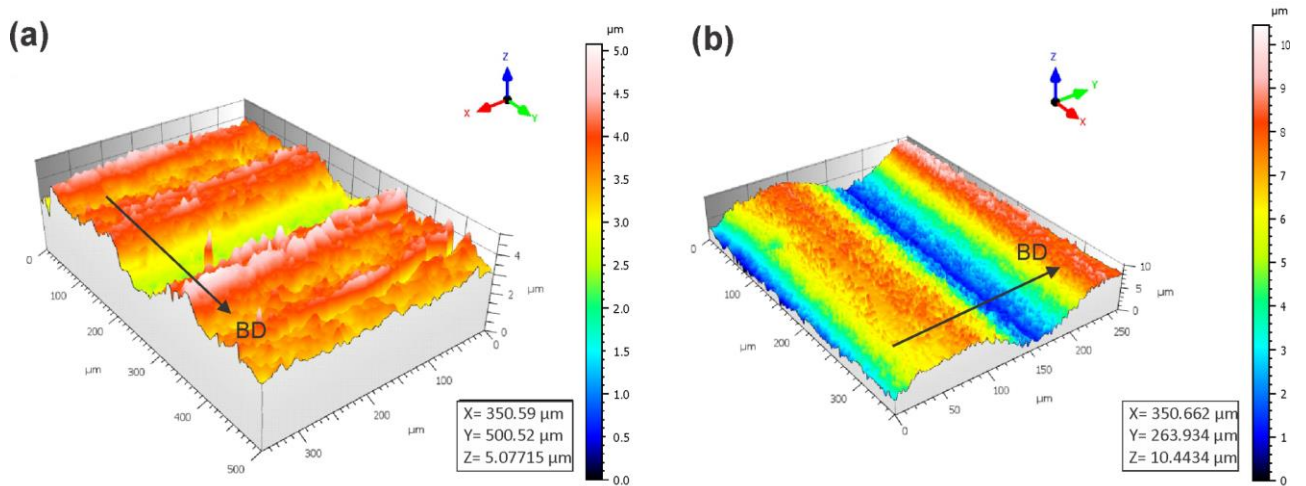 (a)
µm
5.0
4.5
4.0
3.5
3.0
2.5
2.0
1.5
1.0
0.5
0.0
Z
X
Y
BD
0
100
200
300
400
500
µm
300
200
100
0
µm
4
2
0
µm
X= 350.59 µm
Y= 500.52 µm
Z= 5.07715 µm
(b)
µm
10
9
8
7
6
5
4
3
2
1
0
Z
Y
X
BD
0
100
200
300
µm
0
50
100
150
200
250
µm
10
5
0
µm
X= 350.662 µm
Y= 263.934 µm
Z= 10.4434 µm